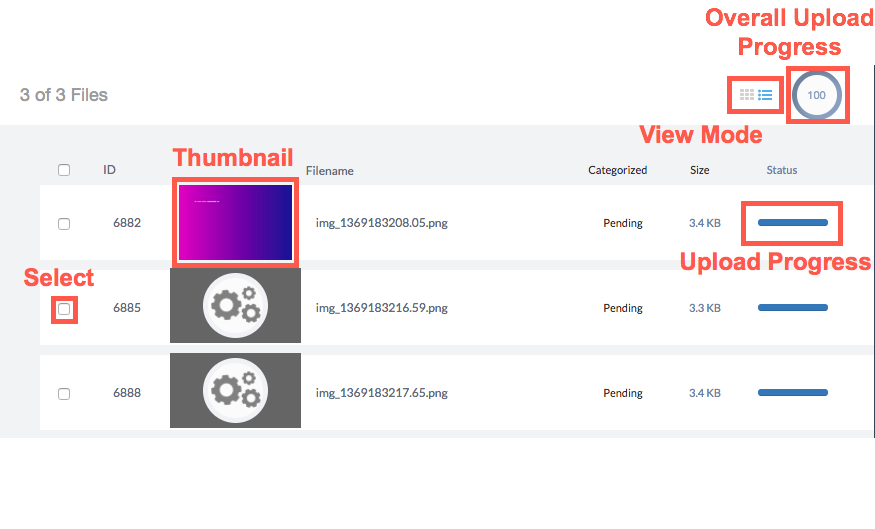 Overall Upload
Progress
3 of 3 Files
100
View Mode
Thumbnail
ID Filename Categorized Size Status
6882 img_1369183208.05.png Pending 3.4 KB
Upload Progress
Select
6885 img_1369183216.59.png Pending 3.3 KB
6888 img_1369183217.65.png Pending 3.4 KB